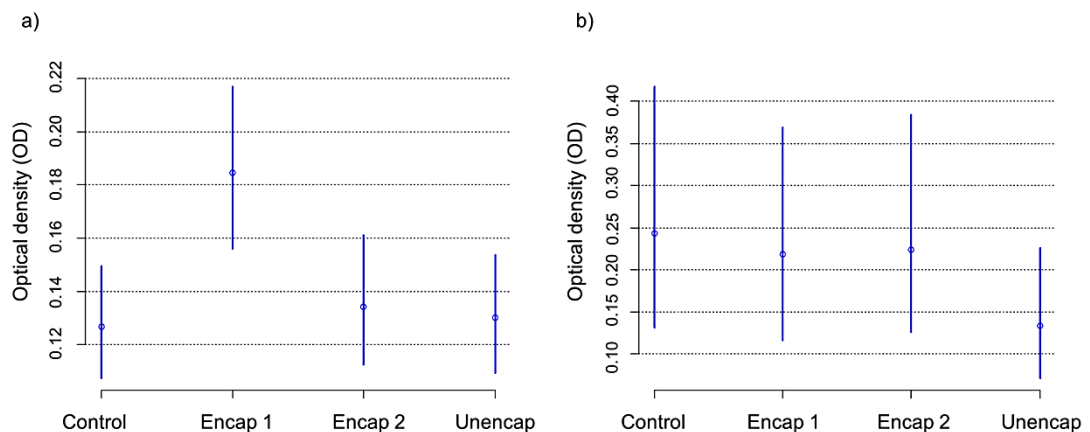 a)
Optical density (OD)
0.22
0.20
0.18
0.16
0.14
0.12
Control Encap 1 Encap 2 Unencap
b)
Optical density (OD)
0.40
0.35
0.30
0.25
0.20
0.15
0.10
Control Encap 1 Encap 2 Unencap